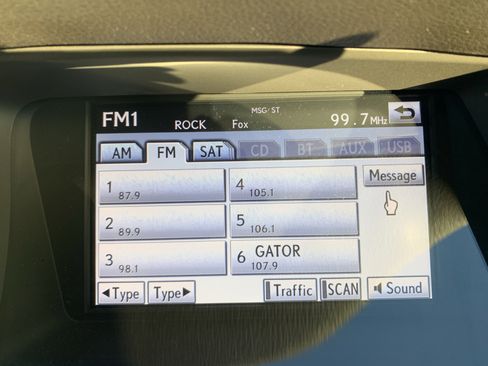 FM1 ROCK Fox MSG ST 99.7MHz
AM FM SAT CD BT AUX USB
1 87.9 4 105.1 Message
2 89.9 5 106.1
3 98.1 6 GATOR 107.9
◀Type Type▶ Traffic SCAN Sound